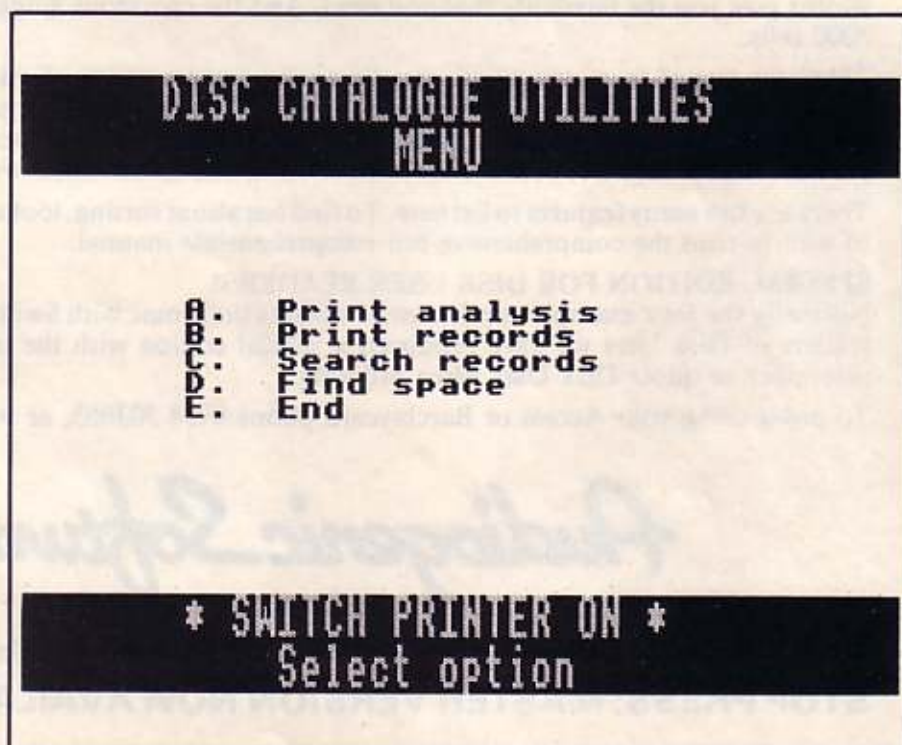 DISC CATALOGUE UTILITIES
MENU
A. Print analysis
B. Print records
C. Search records
D. Find space
E. End
* SWITCH PRINTER ON *
Select option